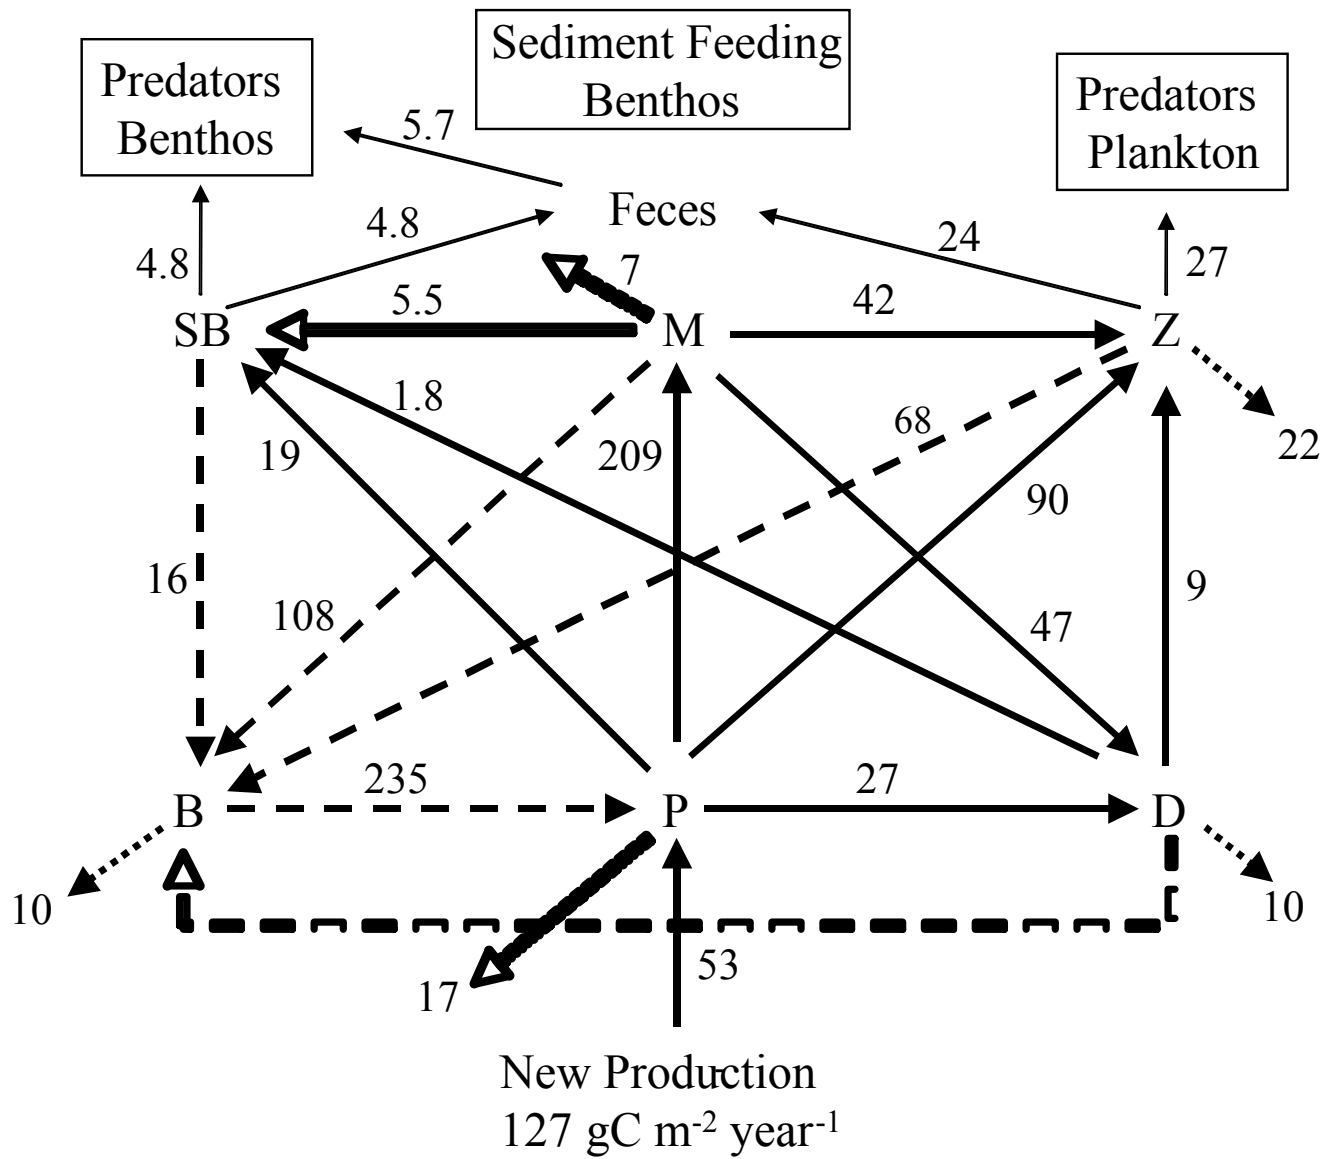 Sediment Feeding
Benthos
Predators
Benthos
Predators
Plankton
5.7
Feces
4.8
24
4.8
7
27
5.5
42
SB
M
Z
1.8
68
19
209
22
90
16
9
108
47
235
27
B
P
D
10
10
53
17
New Production
127 gC m-2 year-1